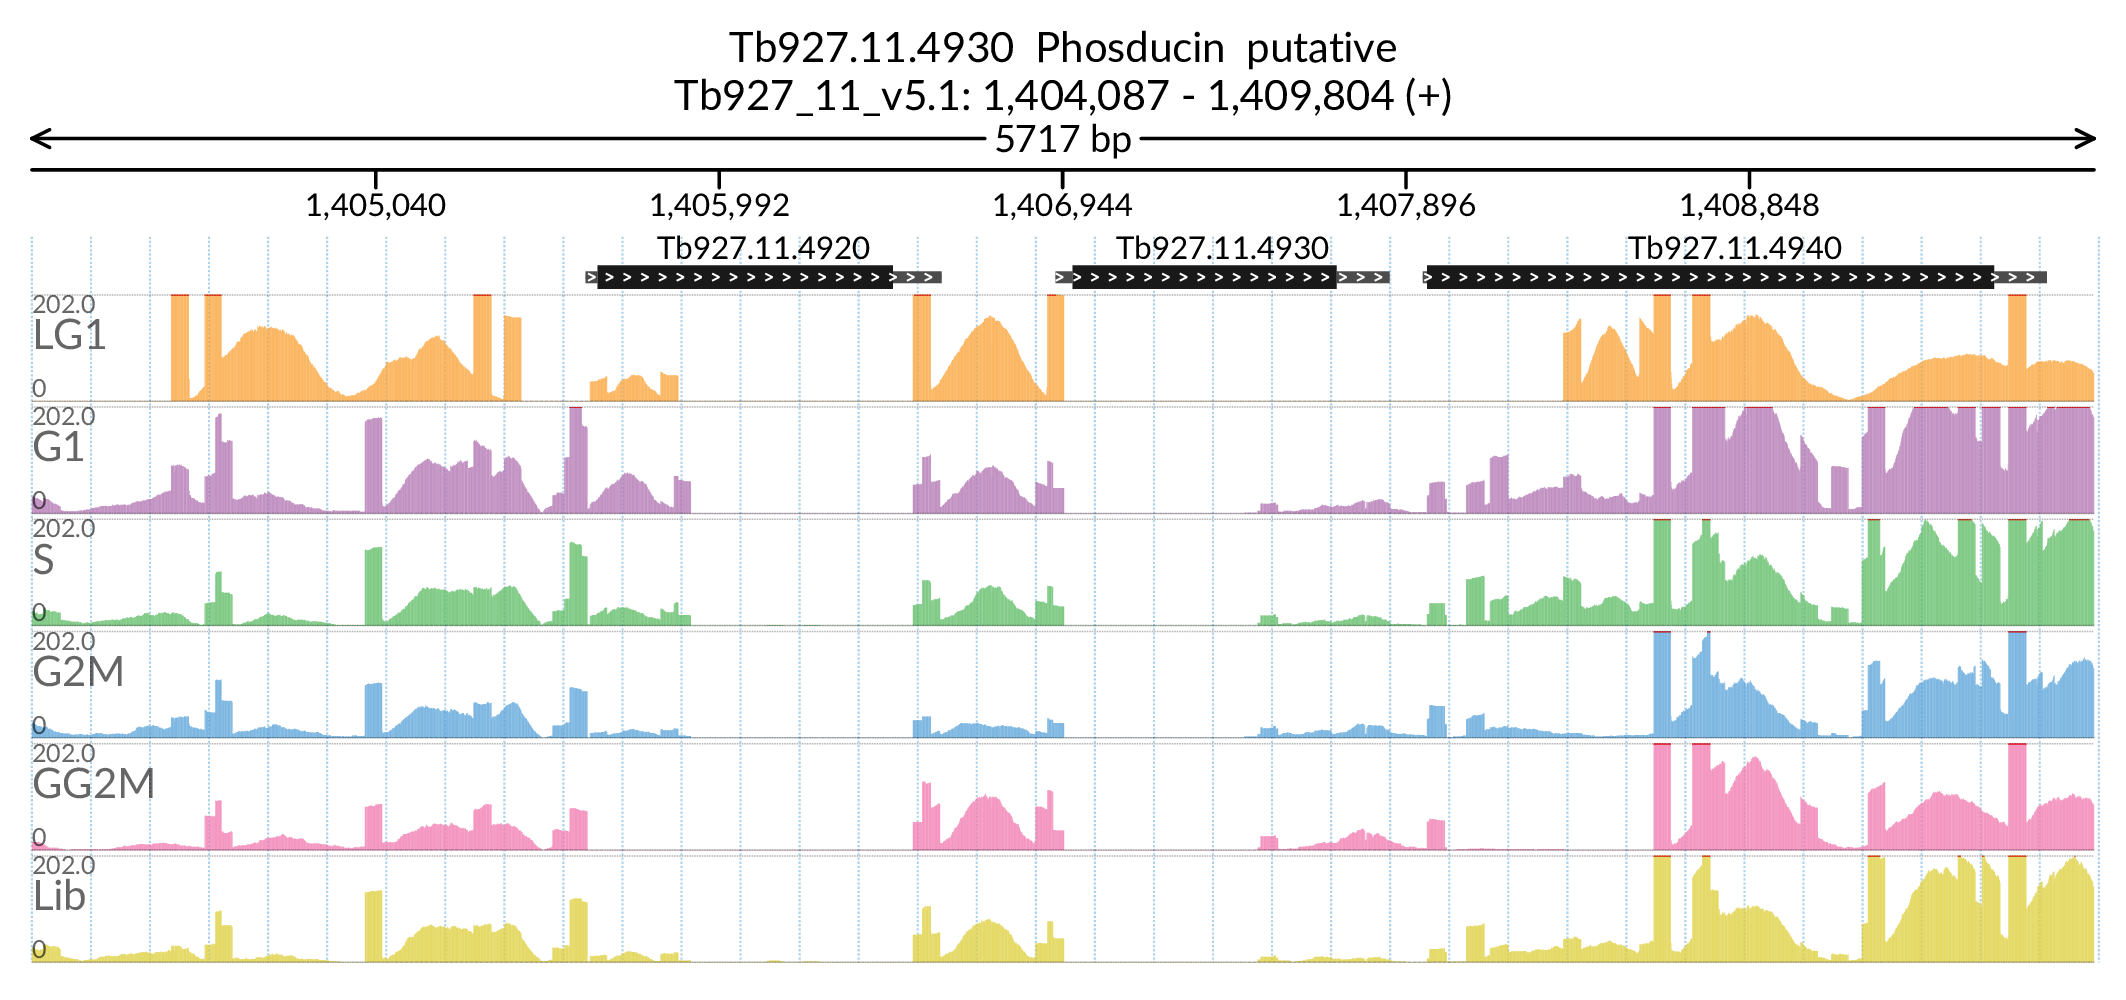 Tb927.11.4930 Phosducin putative
Tb927_11_v5.1: 1,404,087 - 1,409,804 (+)
5717 bp
1,405,040 1,405,992 1,406,944 1,407,896 1,408,848
Tb927.11.4920 Tb927.11.4930 Tb927.11.4940
202.0
LG1
0
202.0
G1
0
202.0
S
0
202.0
G2M
0
202.0
GG2M
0
202.0
Lib
0